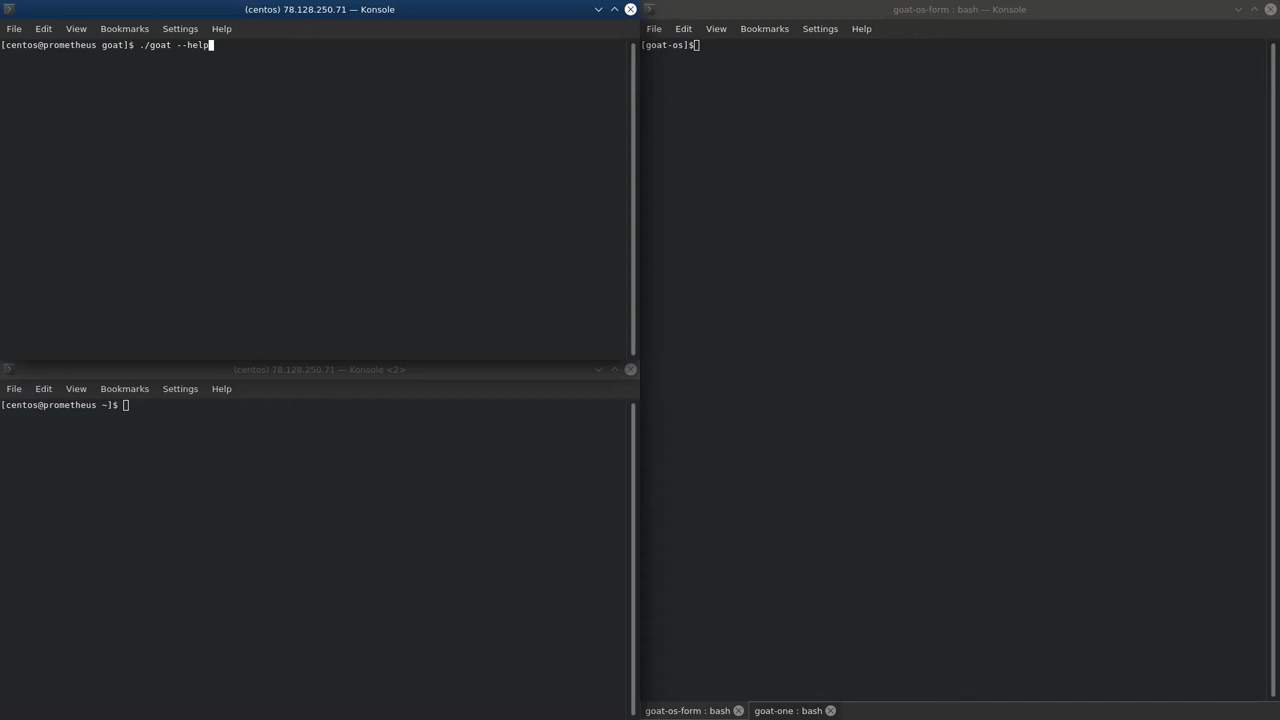 (centos) 78.128.250.71 — Konsole
File Edit View Bookmarks Settings Help
[centos@prometheus goat]$ ./goat --help
(centos) 78.128.250.71 — Konsole <2>
File Edit View Bookmarks Settings Help
[centos@prometheus ~]$
goat-os-form : bash — Konsole
File Edit View Bookmarks Settings Help
[goat-os]$
goat-os-form : bash goat-one : bash